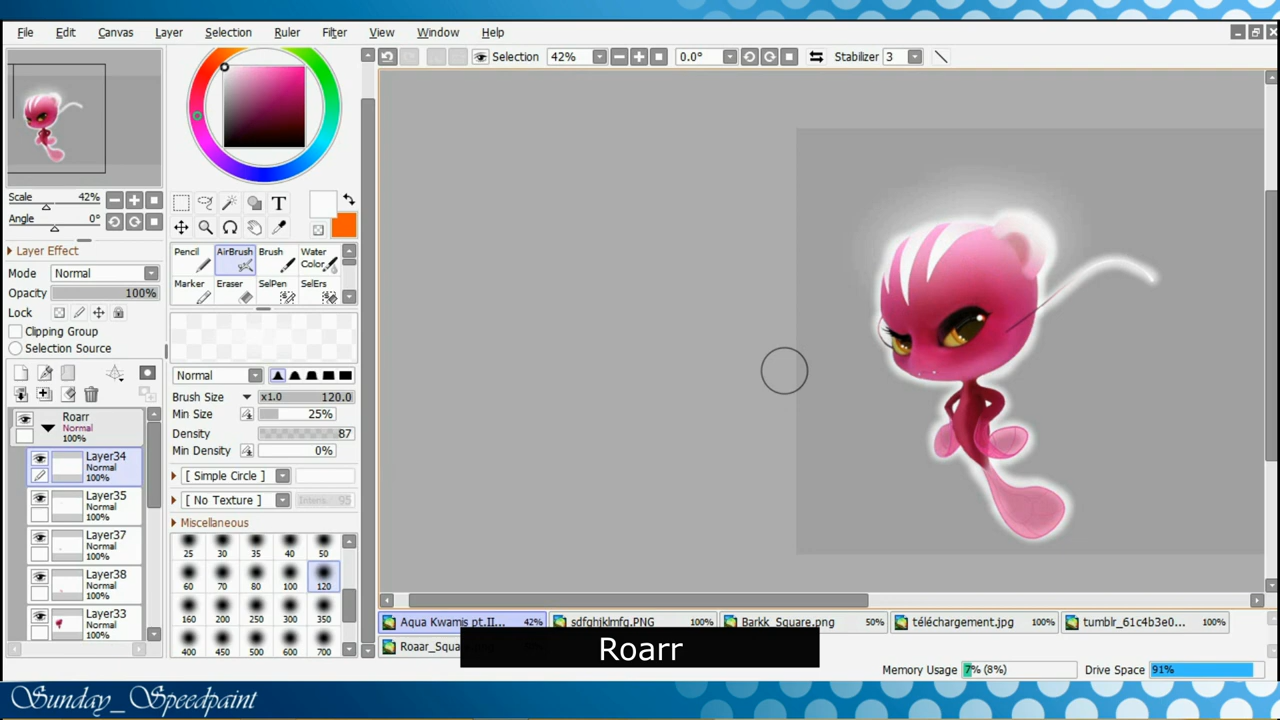 File Edit Canvas Layer Selection Ruler Filter View Window Help
Selection 42% 0.0° Stabilizer 3
Scale 42%
Angle 0°
Layer Effect
Mode Normal
Opacity 100%
Lock
Clipping Group
Selection Source
Roarr
Normal
100%
Layer34
Normal
100%
Layer35
Normal
100%
Layer37
Normal
100%
Layer38
Normal
100%
Layer33
Normal
100%
T
Pencil AirBrush Brush Water Color
Marker Eraser SelPen SelErs
Normal
Brush Size x1.0 120.0
Min Size 25%
Density 87
Min Density 0%
[ Simple Circle ]
[ No Texture ] 95
Miscellaneous
25 30 35 40 50
60 70 80 100 120
160 200 250 300 350
400 450 500 600 700
Aqua Kwamis pt.II... 42% sdfghjklmfg.PNG 100% Barkk_Square.png 50% téléchargement.jpg 100% tumblr_61c4b3e0... 100%
Roaar_Squa
Roarr
Memory Usage 7% (8%) Drive Space 91%
Sunday_Speedpaint